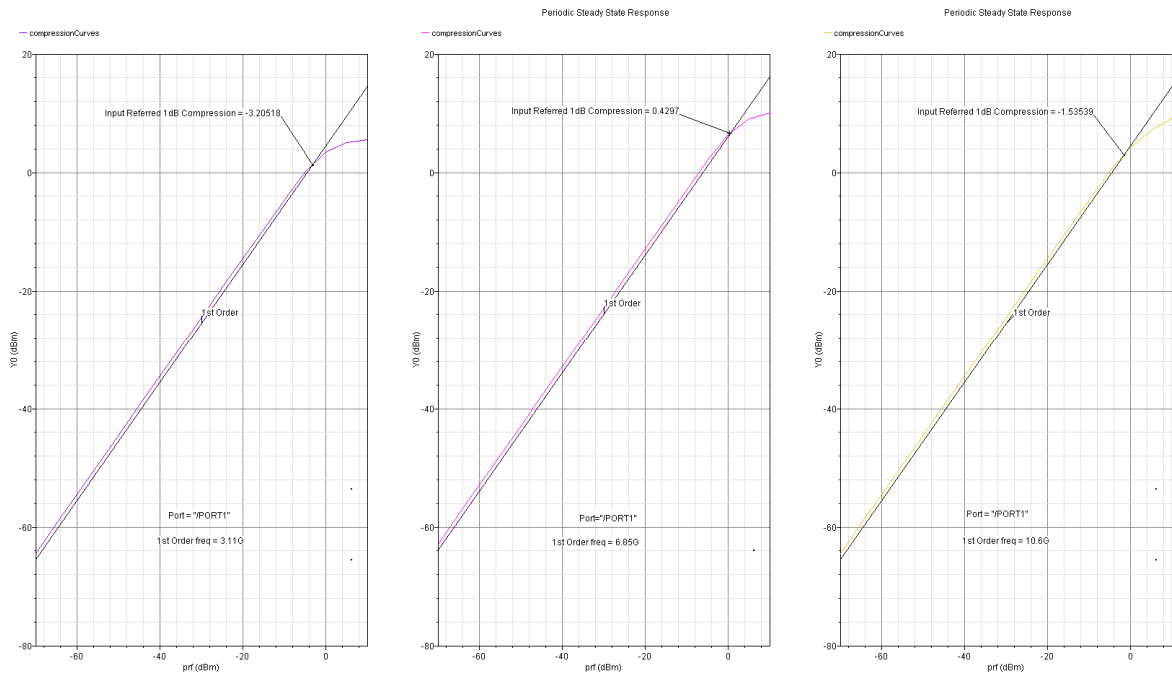 Periodic Steady State Response
Periodic Steady State Response
compressionCurves
compressionCurves
compressionCurves
20
Input Referred 1dB Compression = -3.20518
0
-20
1st Order
Y0 (dBm)
-40
Port = "/PORT1"
-60
1st Order freq = 3.11G
-80
-60
-40
-20
0
prf (dBm)
20
Input Referred 1dB Compression = 0.4297
0
-20
1st Order
Y0 (dBm)
-40
Port="/PORT1"
-60
1st Order freq = 6.85G
-80
-60
-40
-20
0
prf (dBm)
20
Input Referred 1dB Compression = -1.53539
0
-20
1st Order
Y0 (dBm)
-40
Port = "/PORT1"
-60
1st Order freq = 10.6G
-80
-60
-40
-20
0
prf (dBm)